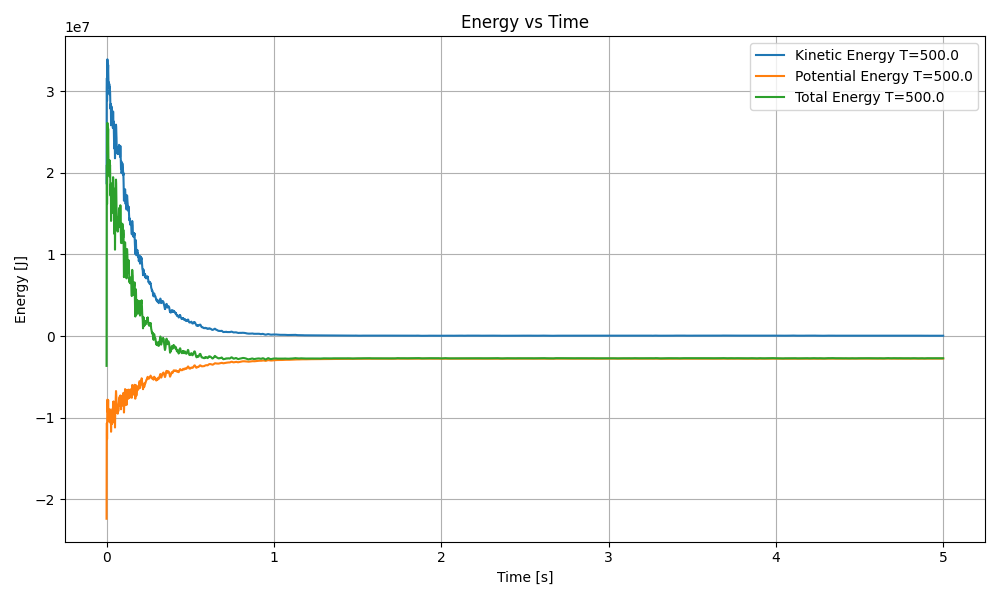 Energy vs Time
1e7
Kinetic Energy T=500.0
Potential Energy T=500.0
Total Energy T=500.0
3
2
1
0
−1
−2
Energy [J]
0 1 2 3 4 5
Time [s]